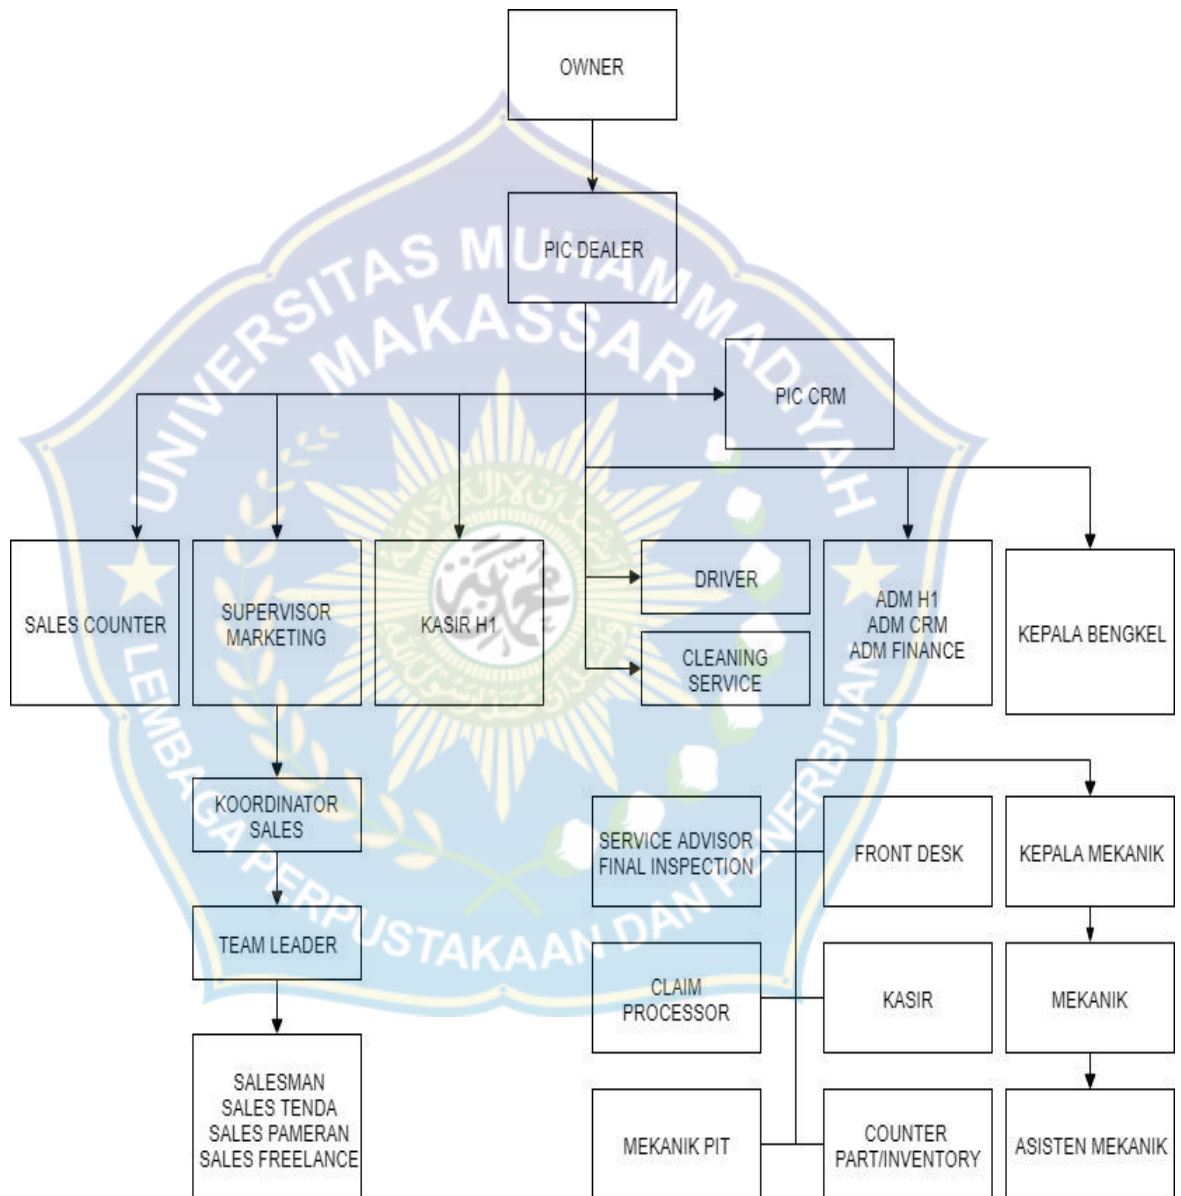 OWNER
PIC DEALER
UNIVERSITAS MUHAMMADIYAH
MAKASSAR
PIC CRM
SALES COUNTER
SUPERVISOR
MARKETING
KASIR H1
DRIVER
CLEANING
SERVICE
ADM H1
ADM CRM
ADM FINANCE
KEPALA BENGKEL
KOORDINATOR
SALES
TEAM LEADER
SALESMAN
SALES TENDA
SALES PAMERAN
SALES FREELANCE
SERVICE ADVISOR
FINAL INSPECTION
FRONT DESK
KEPALA MEKANIK
CLAIM
PROCESSOR
KASIR
MEKANIK
MEKANIK PIT
COUNTER
PART/INVENTORY
ASISTEN MEKANIK
LEMBAGA PERPUSTAKAAN DAN PENERBITAN